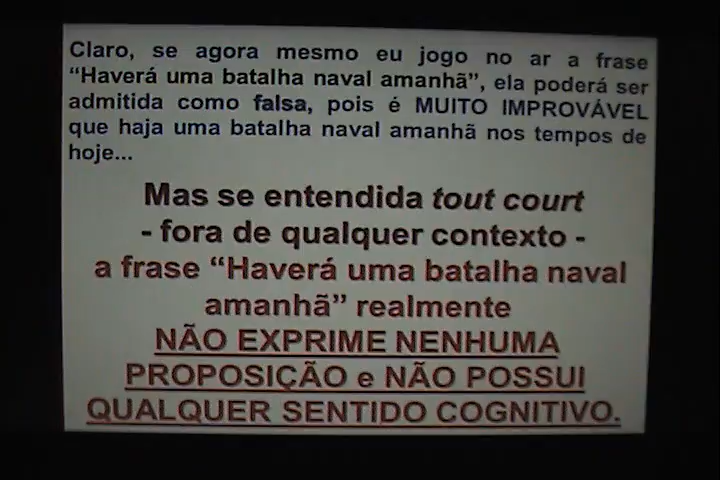 Claro, se agora mesmo eu jogo no ar a frase
“Haverá uma batalha naval amanhã”, ela poderá ser
admitida como falsa, pois é MUITO IMPROVÁVEL
que haja uma batalha naval amanhã nos tempos de
hoje...
Mas se entendida tout court
- fora de qualquer contexto -
a frase “Haverá uma batalha naval
amanhã” realmente
NÃO EXPRIME NENHUMA
PROPOSIÇÃO e NÃO POSSUI
QUALQUER SENTIDO COGNITIVO.